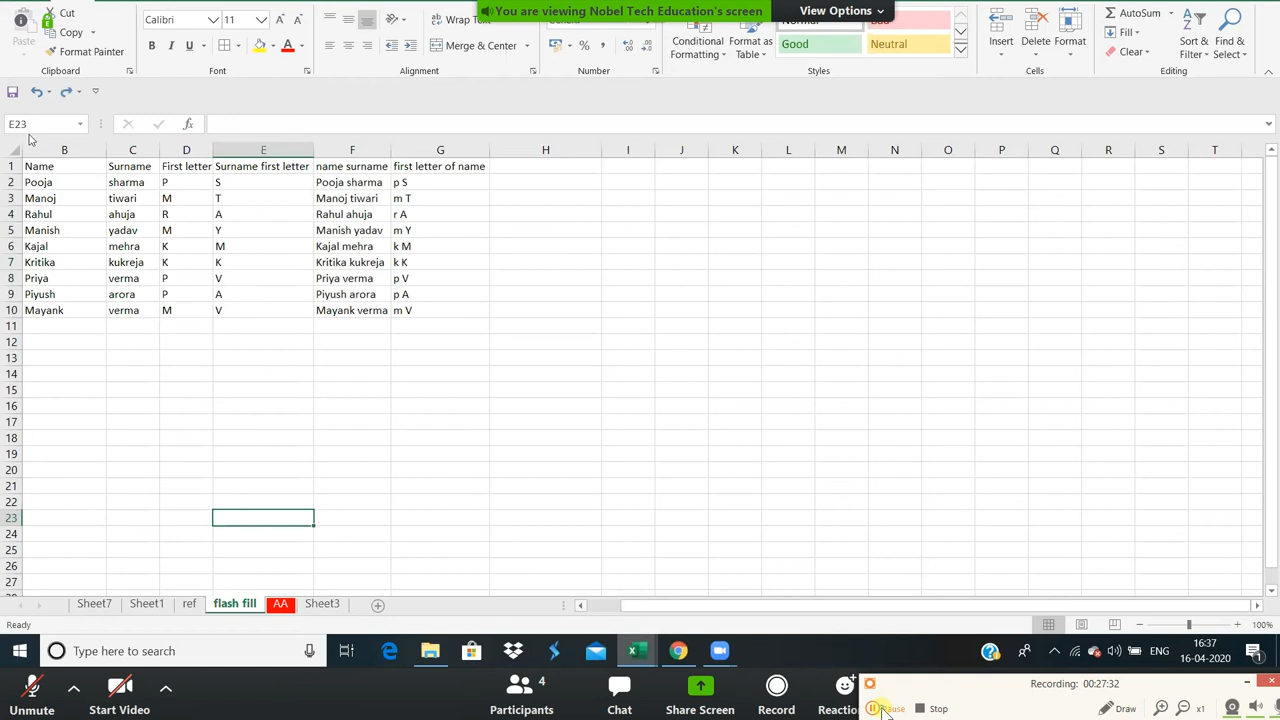 Cut
You are viewing Nobel Tech Education's screen
View Options
Calibri
11
Wrap Text
Paste
Copy
Format Painter
B I U
Merge & Center
Conditional
Formatting
Format as
Table
Normal
Bad
Good
Neutral
Insert
Delete
Format
AutoSum
Fill
Clear
Sort &
Filter
Find &
Select
Clipboard
Font
Alignment
Number
Styles
Cells
Editing
E23
fx
B C D E F G H I J K L M N O P Q R S T
1 Name Surname First letter Surname first letter name surname first letter of name
2 Pooja sharma P S Pooja sharma p S
3 Manoj tiwari M T Manoj tiwari m T
4 Rahul ahuja R A Rahul ahuja r A
5 Manish yadav M Y Manish yadav m Y
6 Kajal mehra K M Kajal mehra k M
7 Kritika kukreja K K Kritika kukreja k K
8 Priya verma P V Priya verma p V
9 Piyush arora P A Piyush arora p A
10 Mayank verma M V Mayank verma m V
11
12
13
14
15
16
17
18
19
20
21
22
23
24
25
26
27
Sheet7 Sheet1 ref flash fill AA Sheet3
Ready
100%
Type here to search
ENG
16:37
16-04-2020
1
Unmute
Start Video
4
Participants
Chat
Share Screen
Record
Reactio
Recording: 00:27:32
Pause
Stop
x1
Draw